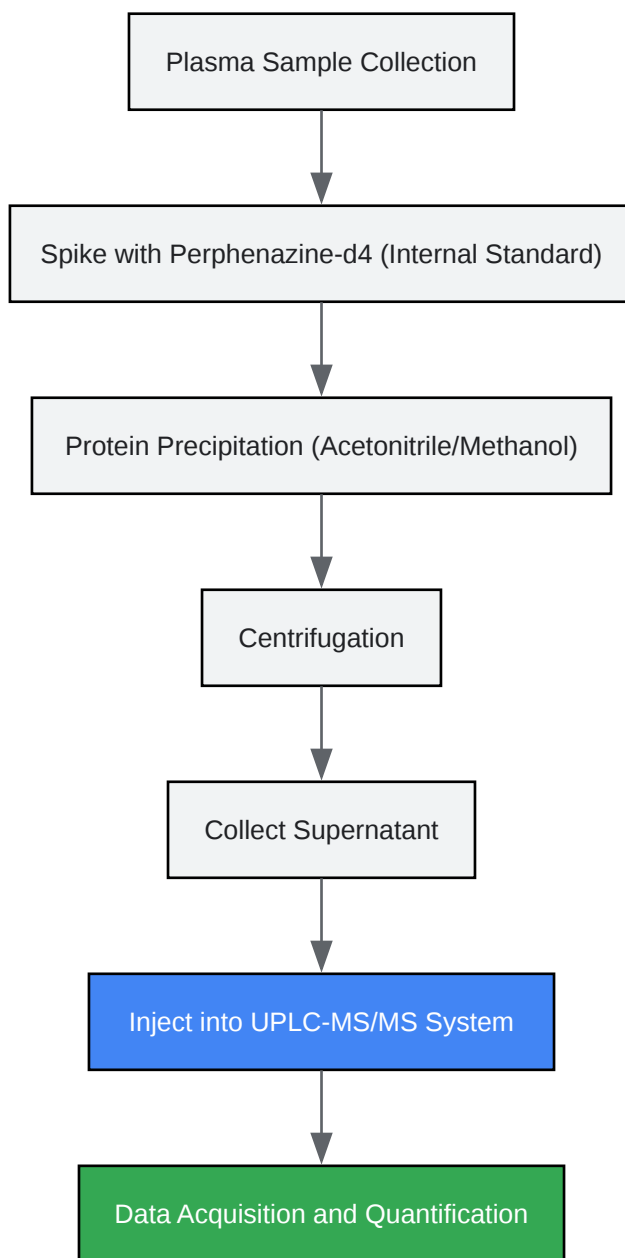 Plasma Sample Collection
Spike with Perphenazine-d4 (Internal Standard)
Protein Precipitation (Acetonitrile/Methanol)
Centrifugation
Collect Supernatant
Inject into UPLC-MS/MS System
Data Acquisition and Quantification